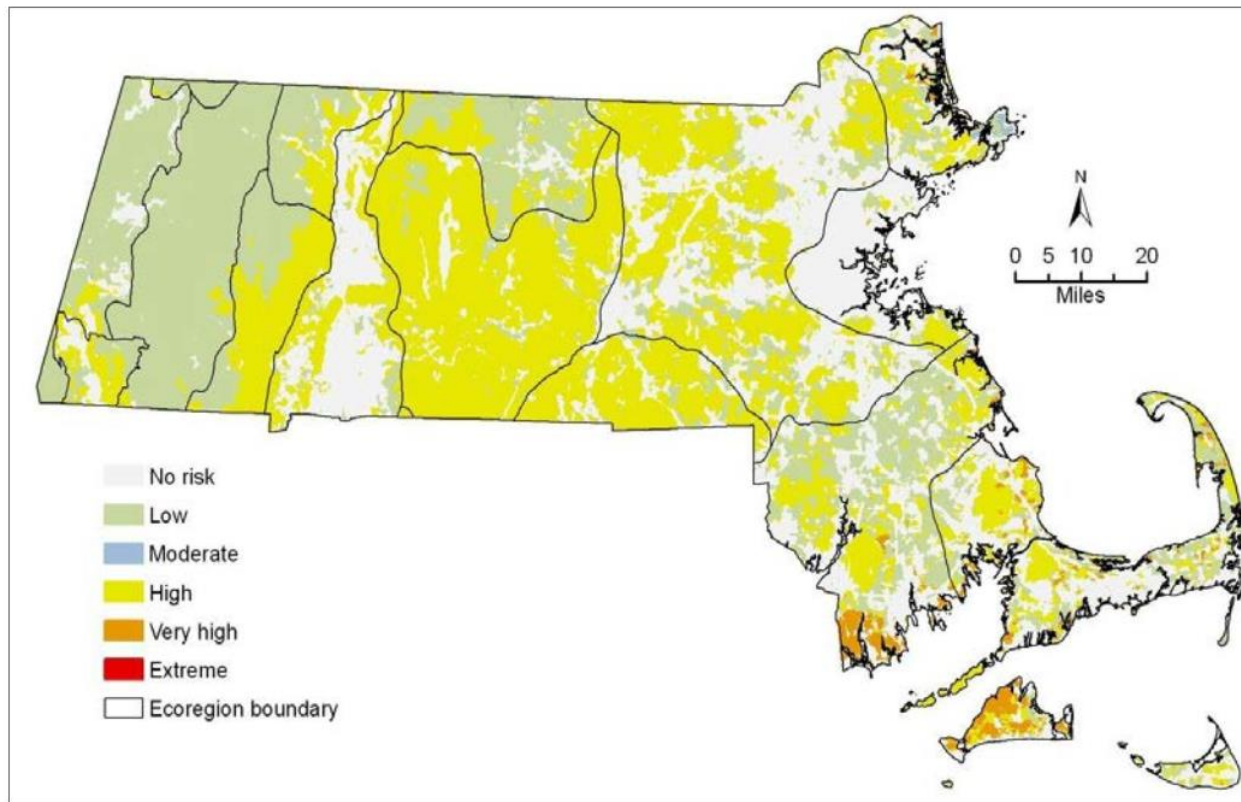 N
0 5 10 20
Miles
No risk
Low
Moderate
High
Very high
Extreme
Ecoregion boundary